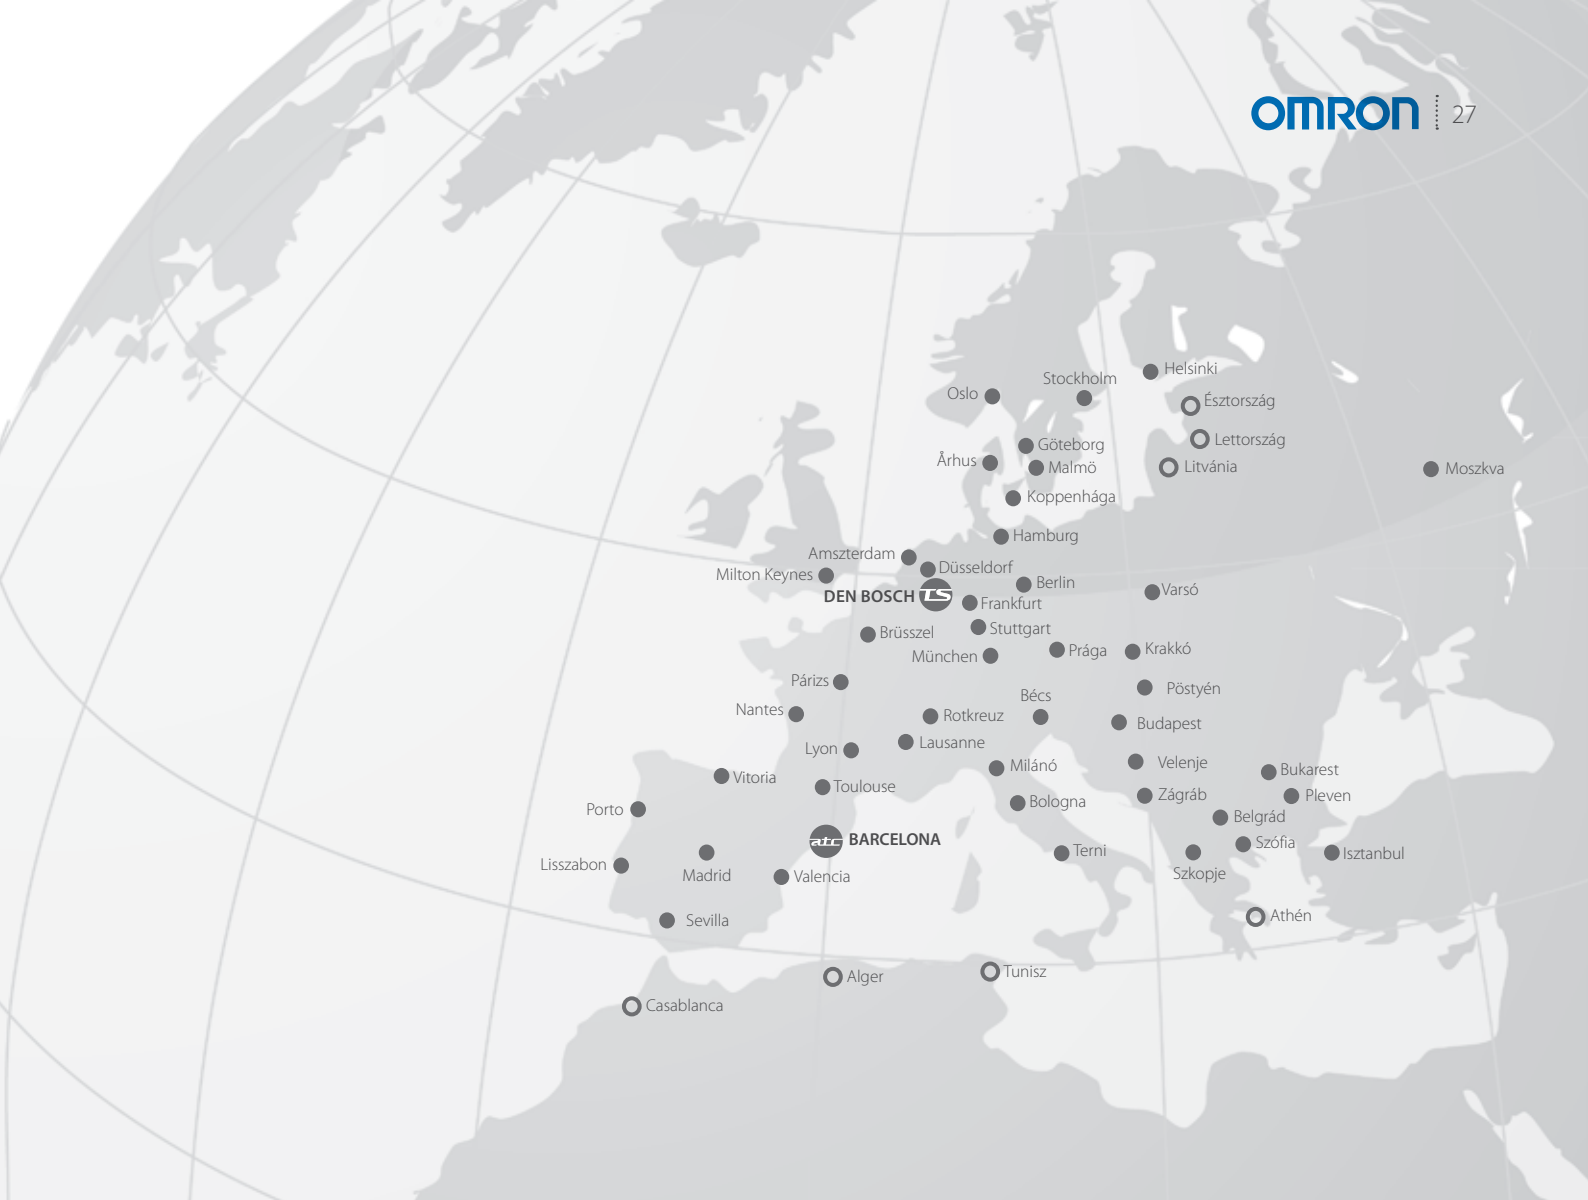 OMRON 27
Helsinki
Stockholm
Oslo
Észtország
Göteborg
Lettország
Århus
Malmö
Litvánia
Moszkva
Koppenhága
Hamburg
Amszterdam
Düsseldorf
Milton Keynes
Berlin
Varsó
DEN BOSCH TS
Frankfurt
Stuttgart
Brüsszel
München
Prága
Krakkó
Párizs
Pöstyén
Bécs
Nantes
Rotkreuz
Budapest
Lausanne
Lyon
Milánó
Velenje
Bukarest
Vitoria
Toulouse
Zágráb
Pleven
Bologna
Porto
Belgrád
atc BARCELONA
Szófia
Terni
Isztanbul
Lisszabon
Madrid
Valencia
Szkopje
Sevilla
Athén
Alger
Tunisz
Casablanca